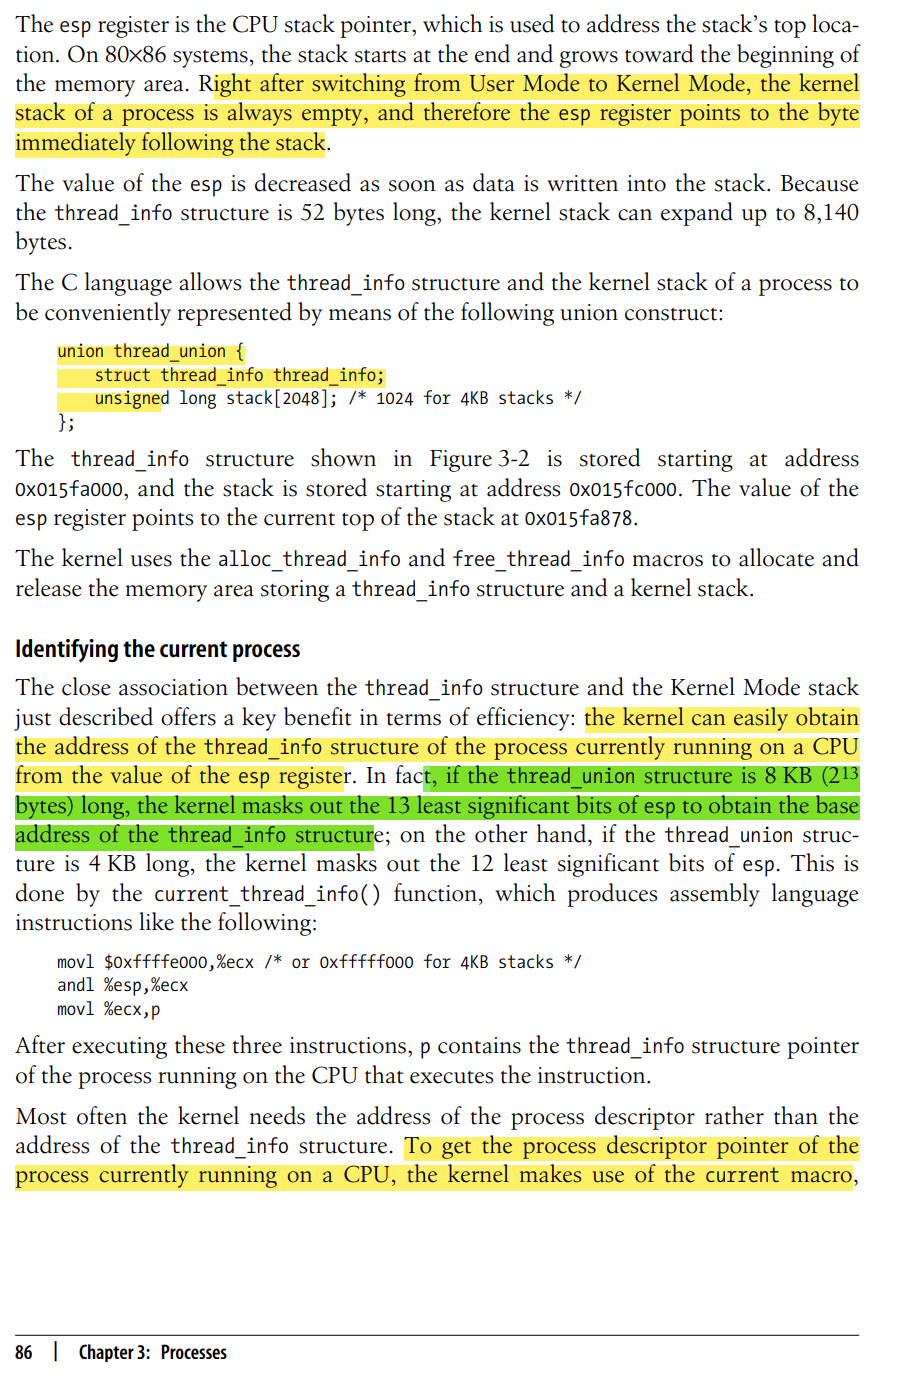 The esp register is the CPU stack pointer, which is used to address the stack's top loca-
tion. On 80×86 systems, the stack starts at the end and grows toward the beginning of
the memory area. Right after switching from User Mode to Kernel Mode, the kernel
stack of a process is always empty, and therefore the esp register points to the byte
immediately following the stack.
The value of the esp is decreased as soon as data is written into the stack. Because
the thread_info structure is 52 bytes long, the kernel stack can expand up to 8,140
bytes.
The C language allows the thread_info structure and the kernel stack of a process to
be conveniently represented by means of the following union construct:
union thread_union {
    struct thread_info thread_info;
    unsigned long stack[2048]; /* 1024 for 4KB stacks */
};
The thread_info structure shown in Figure 3-2 is stored starting at address
0x015fa000, and the stack is stored starting at address 0x015fc000. The value of the
esp register points to the current top of the stack at 0x015fa878.
The kernel uses the alloc_thread_info and free_thread_info macros to allocate and
release the memory area storing a thread_info structure and a kernel stack.
Identifying the current process
The close association between the thread_info structure and the Kernel Mode stack
just described offers a key benefit in terms of efficiency: the kernel can easily obtain
the address of the thread_info structure of the process currently running on a CPU
from the value of the esp register. In fact, if the thread_union structure is 8 KB (2¹³
bytes) long, the kernel masks out the 13 least significant bits of esp to obtain the base
address of the thread_info structure; on the other hand, if the thread_union struc-
ture is 4 KB long, the kernel masks out the 12 least significant bits of esp. This is
done by the current_thread_info() function, which produces assembly language
instructions like the following:
movl $0xffffe000,%ecx /* or 0xfffff000 for 4KB stacks */
andl %esp,%ecx
movl %ecx,p
After executing these three instructions, p contains the thread_info structure pointer
of the process running on the CPU that executes the instruction.
Most often the kernel needs the address of the process descriptor rather than the
address of the thread_info structure. To get the process descriptor pointer of the
process currently running on a CPU, the kernel makes use of the current macro,
86 | Chapter 3: Processes